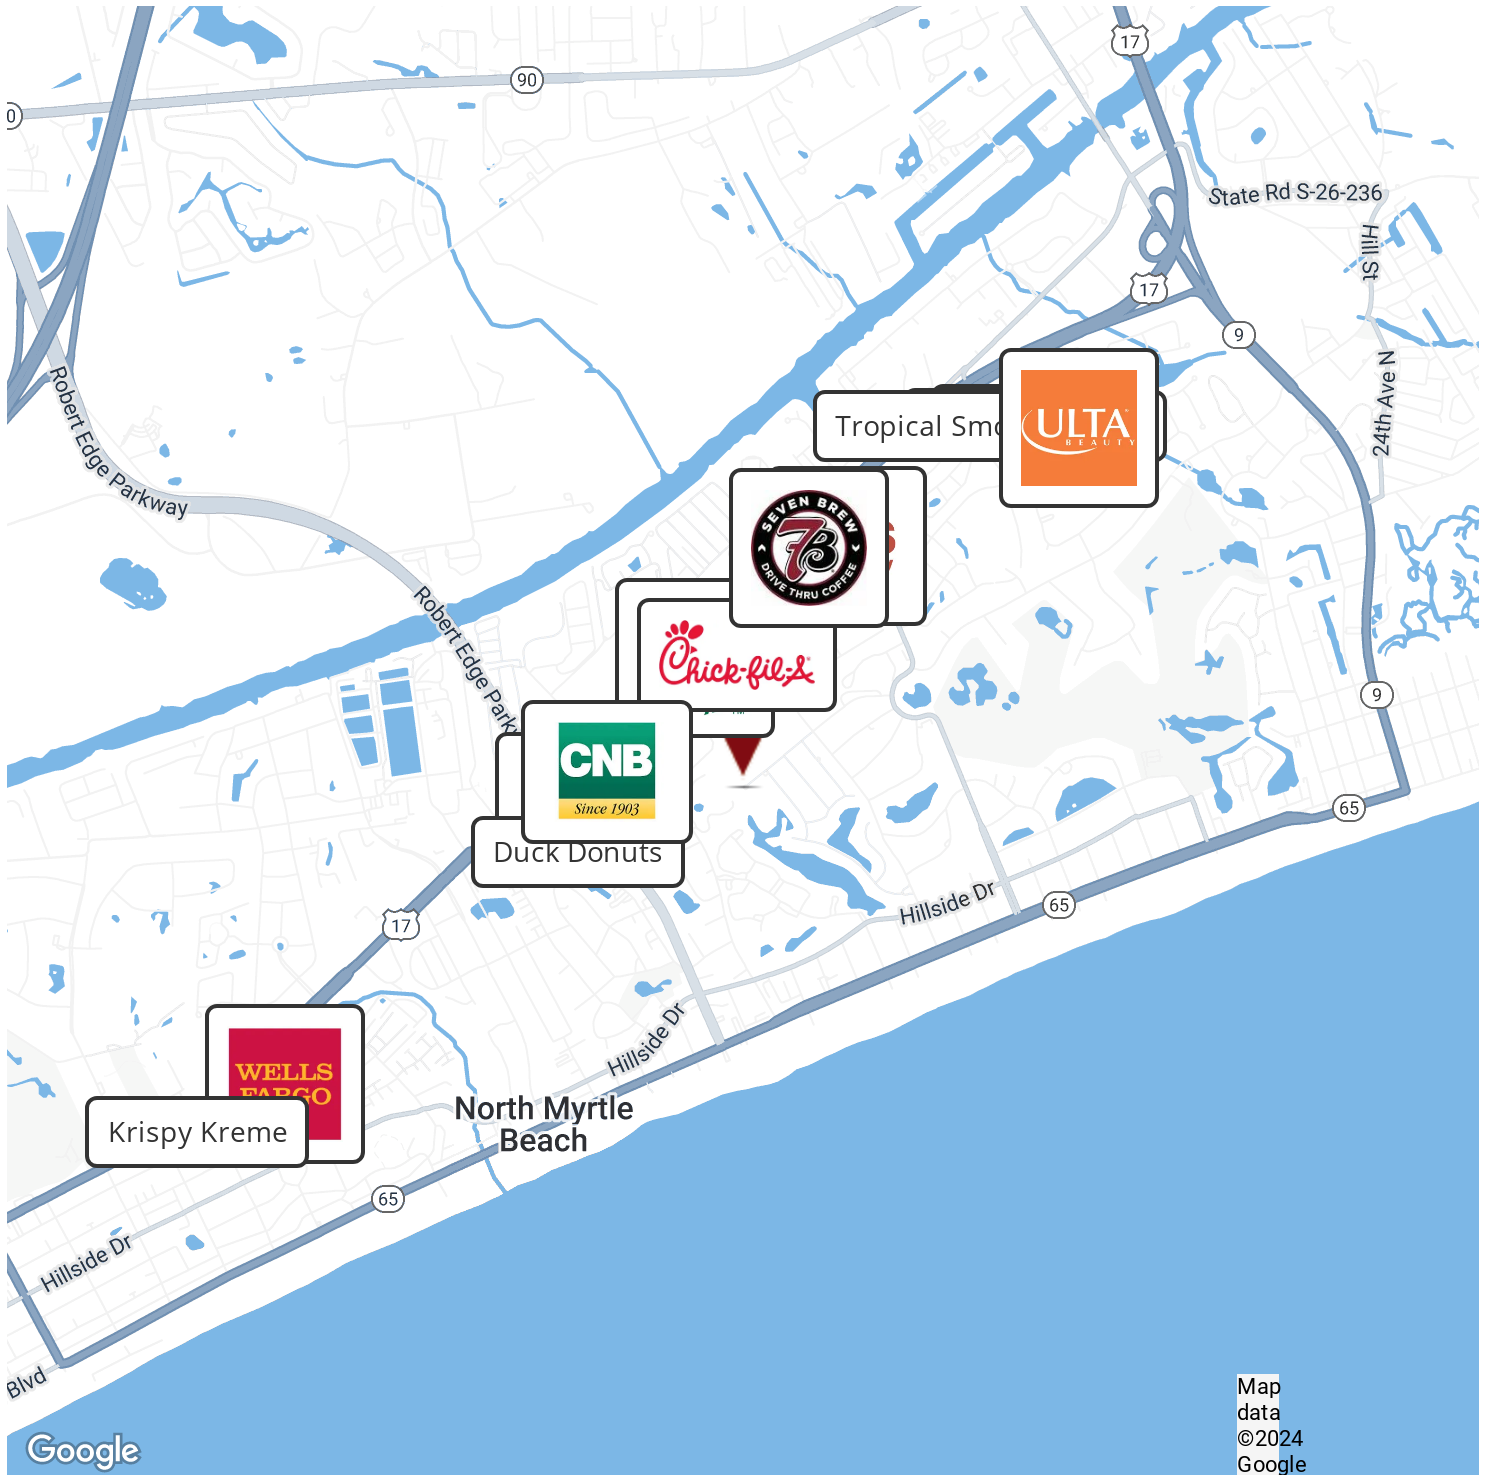 17
90
0
State Rd S-26-236
Hill St
17
9
24th Ave N
Robert Edge Parkway
Tropical
ULTA
BEAUTY
SEVEN BREW
7B
DRIVE THRU COFFEE
Robert Edge
Chick-fil-A
TM
9
CNB
Since 1903
65
Duck Donuts
Hillside Dr
65
17
Hillside Dr
WELLS
FARGO
North Myrtle
Beach
Krispy Kreme
65
Hillside Dr
Blvd
Map
data
©2024
Google
Google